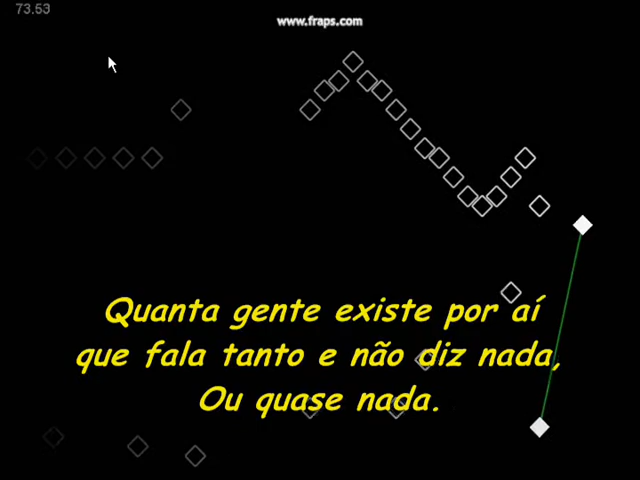 73.53
www.fraps.com
Quanta gente existe por aí
que fala tanto e não diz nada,
Ou quase nada.